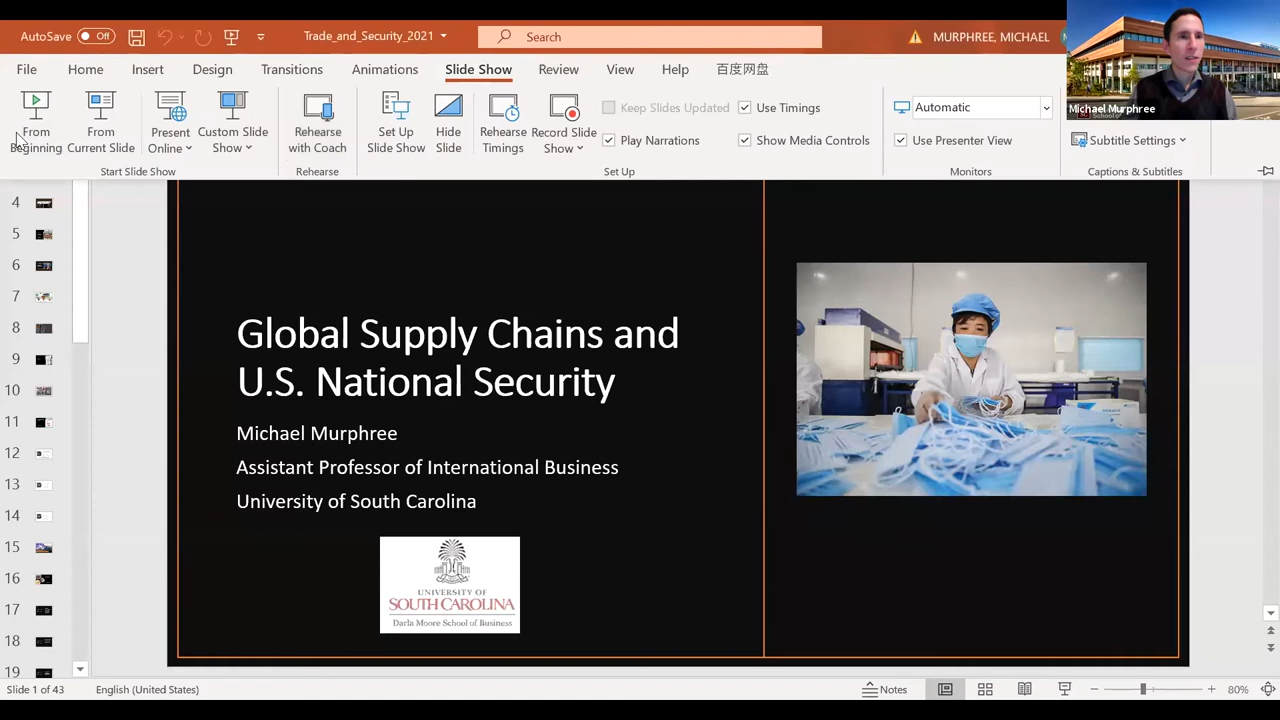 AutoSave Off
Trade_and_Security_2021
Search
MURPHREE, MICHAEL
File Home Insert Design Transitions Animations Slide Show Review View Help 百度网盘
From Beginning
From Current Slide
Present Online
Custom Slide Show
Start Slide Show
Rehearse with Coach
Rehearse
Set Up Slide Show
Hide Slide
Rehearse Timings
Record Slide Show
Keep Slides Updated
Play Narrations
Use Timings
Show Media Controls
Set Up
Automatic
Use Presenter View
Monitors
Subtitle Settings
Captions & Subtitles
Michael Murphree
4
5
6
7
8
9
10
11
12
13
14
15
16
17
18
19
Global Supply Chains and
U.S. National Security
Michael Murphree
Assistant Professor of International Business
University of South Carolina
UNIVERSITY OF
SOUTH CAROLINA
Darla Moore School of Business
Slide 1 of 43 English (United States) Notes 80%